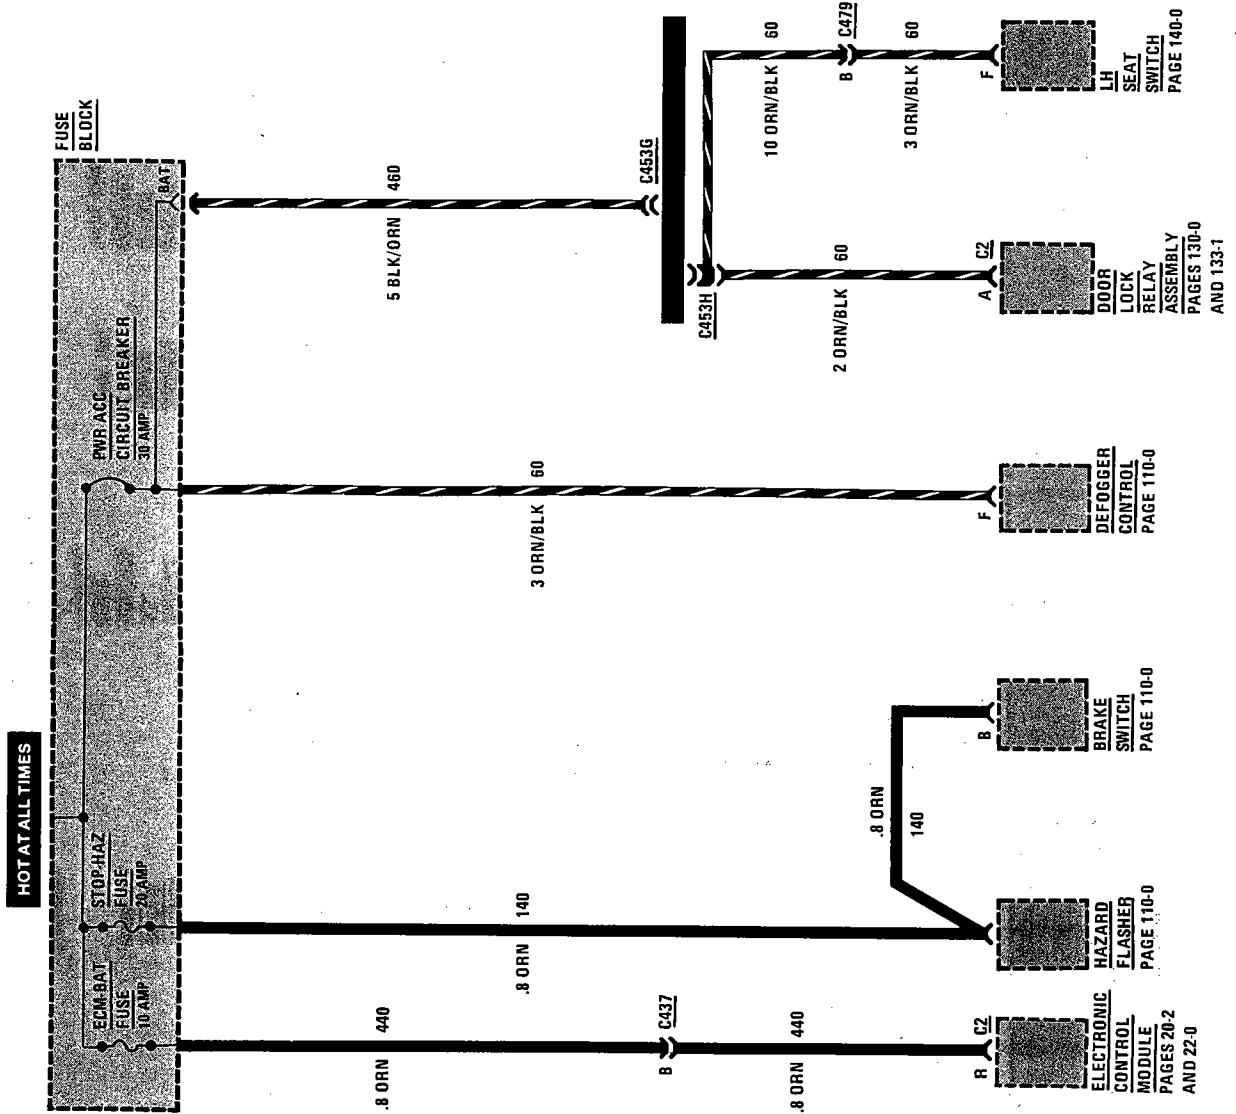 HOT AT ALL TIMES
FUSE
BLOCK
ECM-BAT
FUSE
10 AMP
STOP-HAZ
FUSE
20 AMP
PWR ACC
CIRCUIT BREAKER
30 AMP
BAT
.8 ORN
440
B
C437
.8 ORN
440
R
C2
ELECTRONIC
CONTROL
MODULE
PAGES 20-2
AND 22-0
.8 ORN
140
HAZARD
FLASHER
PAGE 110-0
.8 ORN
140
B
BRAKE
SWITCH
PAGE 110-0
3 ORN/BLK
60
F
DEFOGGER
CONTROL
PAGE 110-0
5 BLK/ORN
460
C453G
C453H
2 ORN/BLK
60
A
C2
DOOR
LOCK
RELAY
ASSEMBLY
PAGES 130-0
AND 133-1
10 ORN/BLK
60
B
C479
3 ORN/BLK
60
F
LH
SEAT
SWITCH
PAGE 140-0